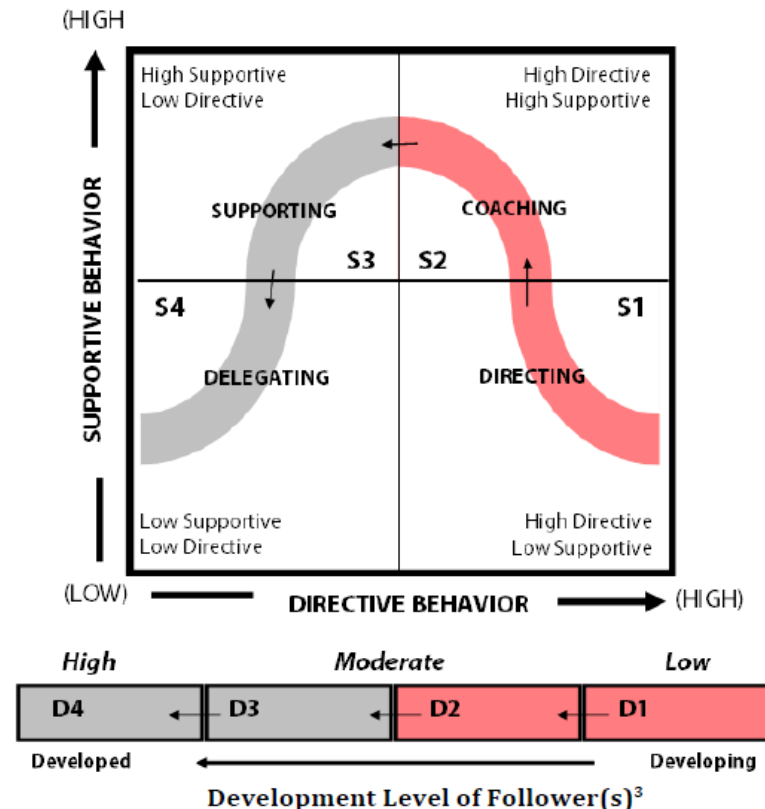 (HIGH
High Supportive
Low Directive
High Directive
High Supportive
SUPPORTING
COACHING
S3
S2
S4
S1
DELEGATING
DIRECTING
SUPPORTIVE BEHAVIOR
Low Supportive
Low Directive
High Directive
Low Supportive
(LOW)
DIRECTIVE BEHAVIOR
(HIGH)
High
Moderate
Low
D4
D3
D2
D1
Developed
Developing
Development Level of Follower(s)³